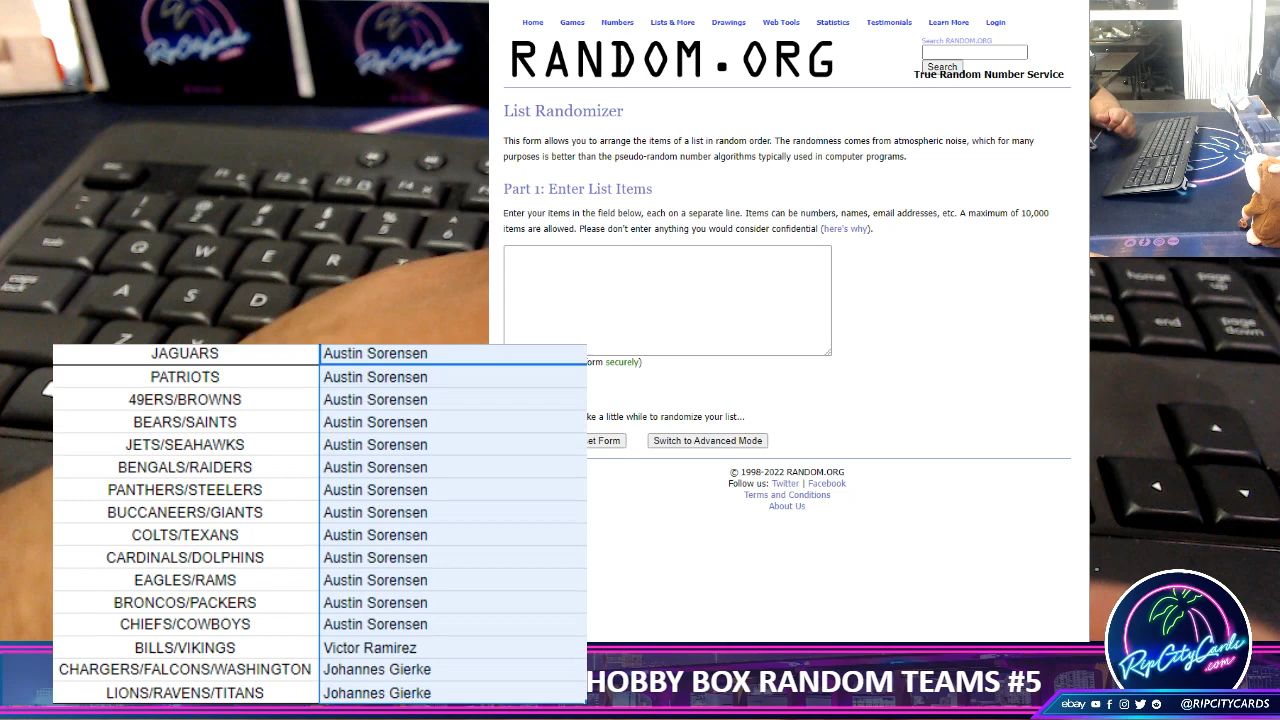 Home Games Numbers Lists & More Drawings Web Tools Statistics Testimonials Learn More Login
RANDOM.ORG
Search RANDOM.ORG
Search
True Random Number Service
List Randomizer
This form allows you to arrange the items of a list in random order. The randomness comes from atmospheric noise, which for many
purposes is better than the pseudo-random number algorithms typically used in computer programs.
Part 1: Enter List Items
Enter your items in the field below, each on a separate line. Items can be numbers, names, email addresses, etc. A maximum of 10,000
items are allowed. Please don't enter anything you would consider confidential (here's why).
orm securely)
ke a little while to randomize your list...
et Form Switch to Advanced Mode
© 1998-2022 RANDOM.ORG
Follow us: Twitter | Facebook
Terms and Conditions
About Us
JAGUARS Austin Sorensen
PATRIOTS Austin Sorensen
49ERS/BROWNS Austin Sorensen
BEARS/SAINTS Austin Sorensen
JETS/SEAHAWKS Austin Sorensen
BENGALS/RAIDERS Austin Sorensen
PANTHERS/STEELERS Austin Sorensen
BUCCANEERS/GIANTS Austin Sorensen
COLTS/TEXANS Austin Sorensen
CARDINALS/DOLPHINS Austin Sorensen
EAGLES/RAMS Austin Sorensen
BRONCOS/PACKERS Austin Sorensen
CHIEFS/COWBOYS Austin Sorensen
BILLS/VIKINGS Victor Ramirez
CHARGERS/FALCONS/WASHINGTON Johannes Gierke
LIONS/RAVENS/TITANS Johannes Gierke
HOBBY BOX RANDOM TEAMS #5
RipCityCards
.com
ebay @RIPCITYCARDS
home
end
Q W E R
A S D